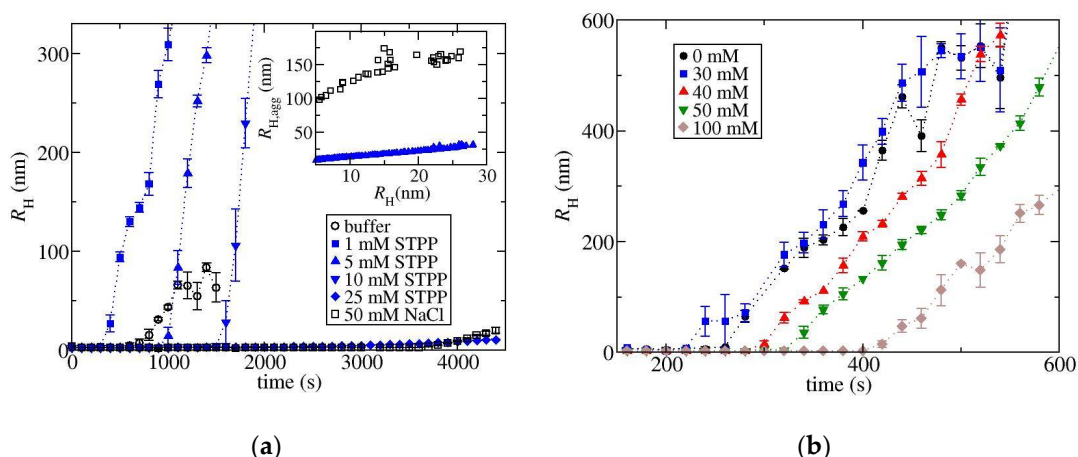 300
200
100
0
R_H (nm)
0
1000
2000
3000
4000
time (s)
150
100
50
R_H,agg (nm)
10
20
30
R_H(nm)
buffer
1 mM STPP
5 mM STPP
10 mM STPP
25 mM STPP
50 mM NaCl
(a)
600
400
200
0
R_H (nm)
200
400
600
time (s)
0 mM
30 mM
40 mM
50 mM
100 mM
(b)